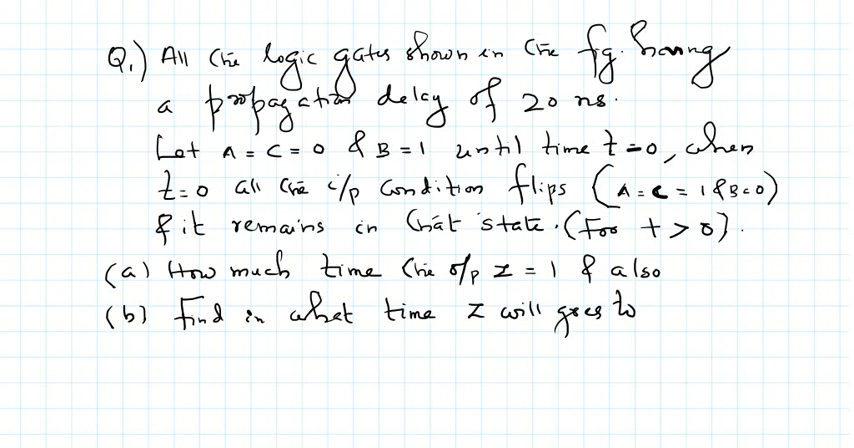 Q.) All the logic gates shown in the fg. having
a propagation delay of 20 ns.
Let A = C = 0 & B = 1 until time t = 0, when
t = 0 all the i/p condition flips (A = C = 1 & B = 0)
& it remains in that state. (For t > 0).
(a) How much time the o/p Z = 1 & also
(b) Find in what time Z will goes to